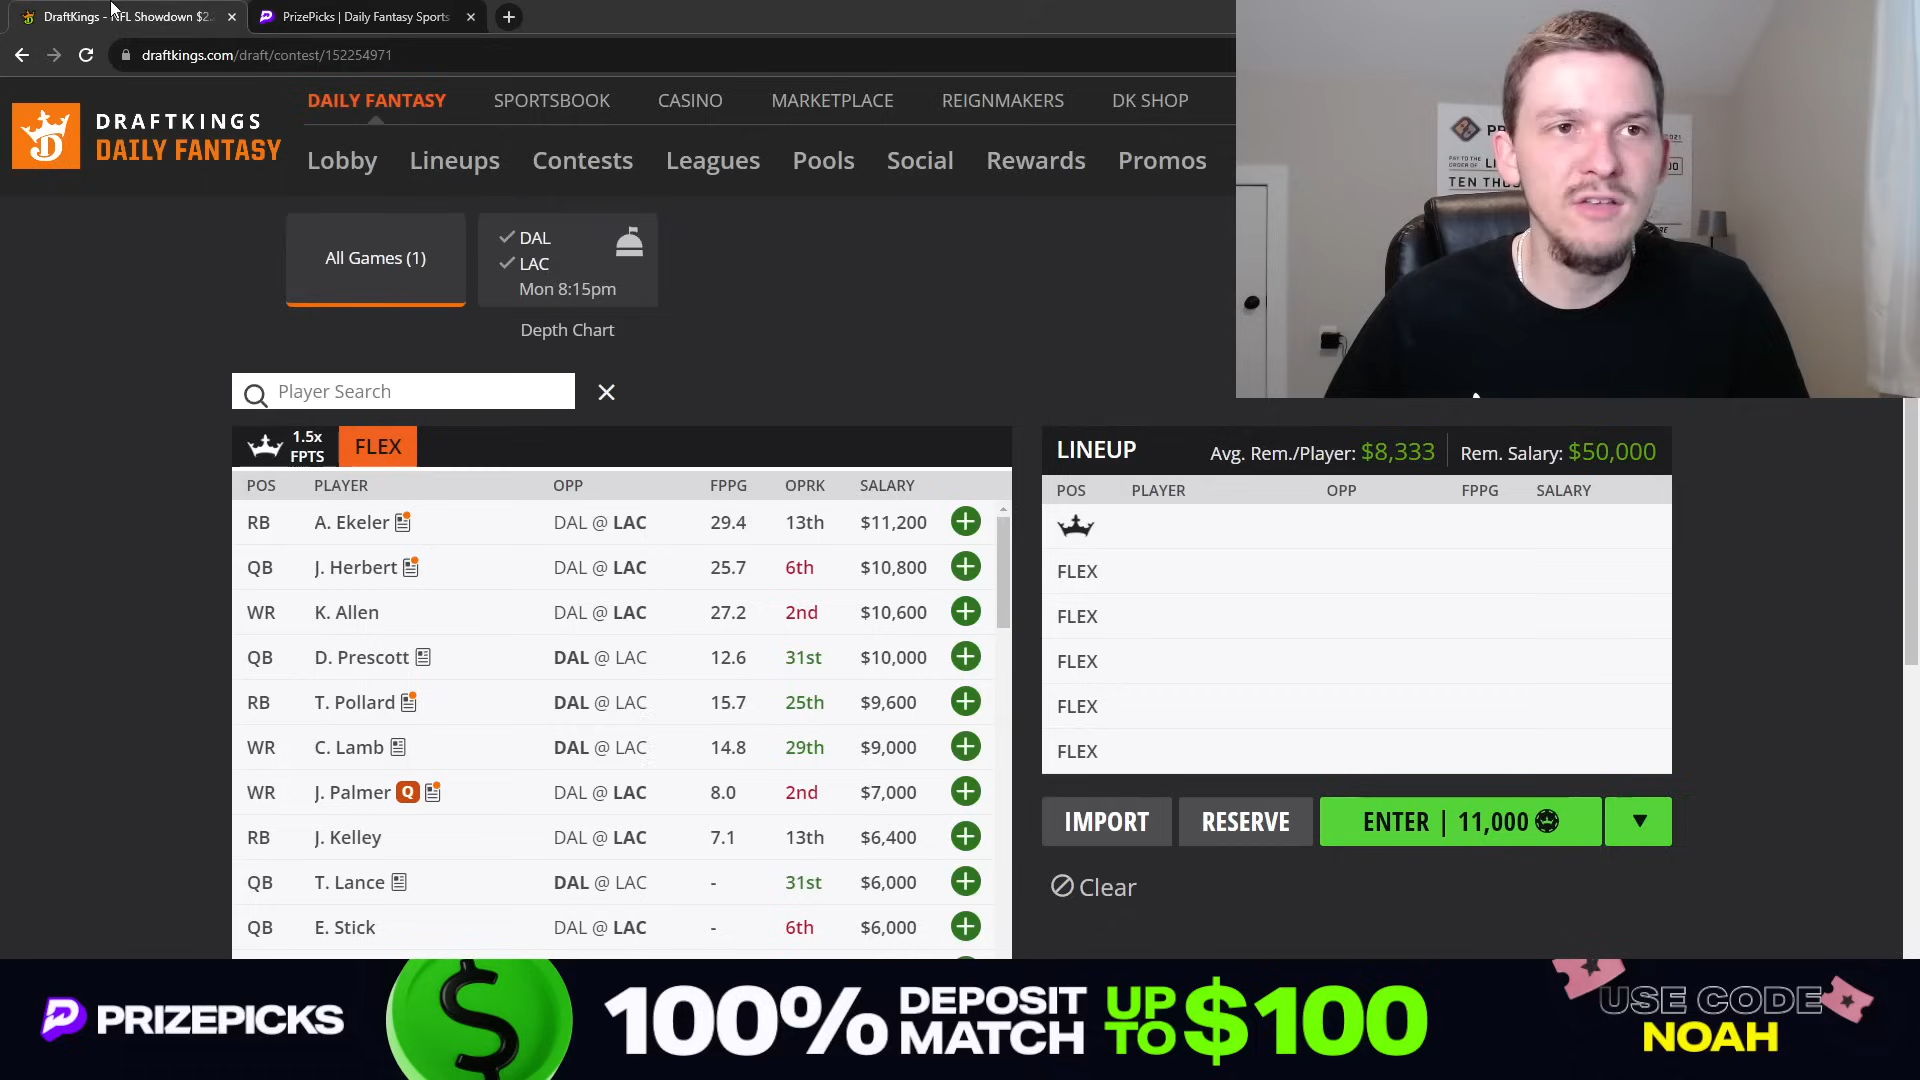 DraftKings - NFL Showdown $2.
PrizePicks | Daily Fantasy Sports
draftkings.com/draft/contest/152254971
DRAFTKINGS
DAILY FANTASY
DAILY FANTASY SPORTSBOOK CASINO MARKETPLACE REIGNMAKERS DK SHOP
Lobby Lineups Contests Leagues Pools Social Rewards Promos
All Games (1)
DAL
LAC
Mon 8:15pm
Depth Chart
Player Search
1.5x
FPTS
FLEX
POS PLAYER OPP FPPG OPRK SALARY
RB A. Ekeler DAL @ LAC 29.4 13th $11,200
QB J. Herbert DAL @ LAC 25.7 6th $10,800
WR K. Allen DAL @ LAC 27.2 2nd $10,600
QB D. Prescott DAL @ LAC 12.6 31st $10,000
RB T. Pollard DAL @ LAC 15.7 25th $9,600
WR C. Lamb DAL @ LAC 14.8 29th $9,000
WR J. Palmer Q DAL @ LAC 8.0 2nd $7,000
RB J. Kelley DAL @ LAC 7.1 13th $6,400
QB T. Lance DAL @ LAC - 31st $6,000
QB E. Stick DAL @ LAC - 6th $6,000
LINEUP Avg. Rem./Player: $8,333 Rem. Salary: $50,000
POS PLAYER OPP FPPG SALARY
FLEX
FLEX
FLEX
FLEX
FLEX
IMPORT RESERVE ENTER | 11,000
Clear
PR
2021
PAY TO THE
ORDER OF
TEN
PRIZEPICKS
100% DEPOSIT MATCH UP TO $100
USE CODE
NOAH